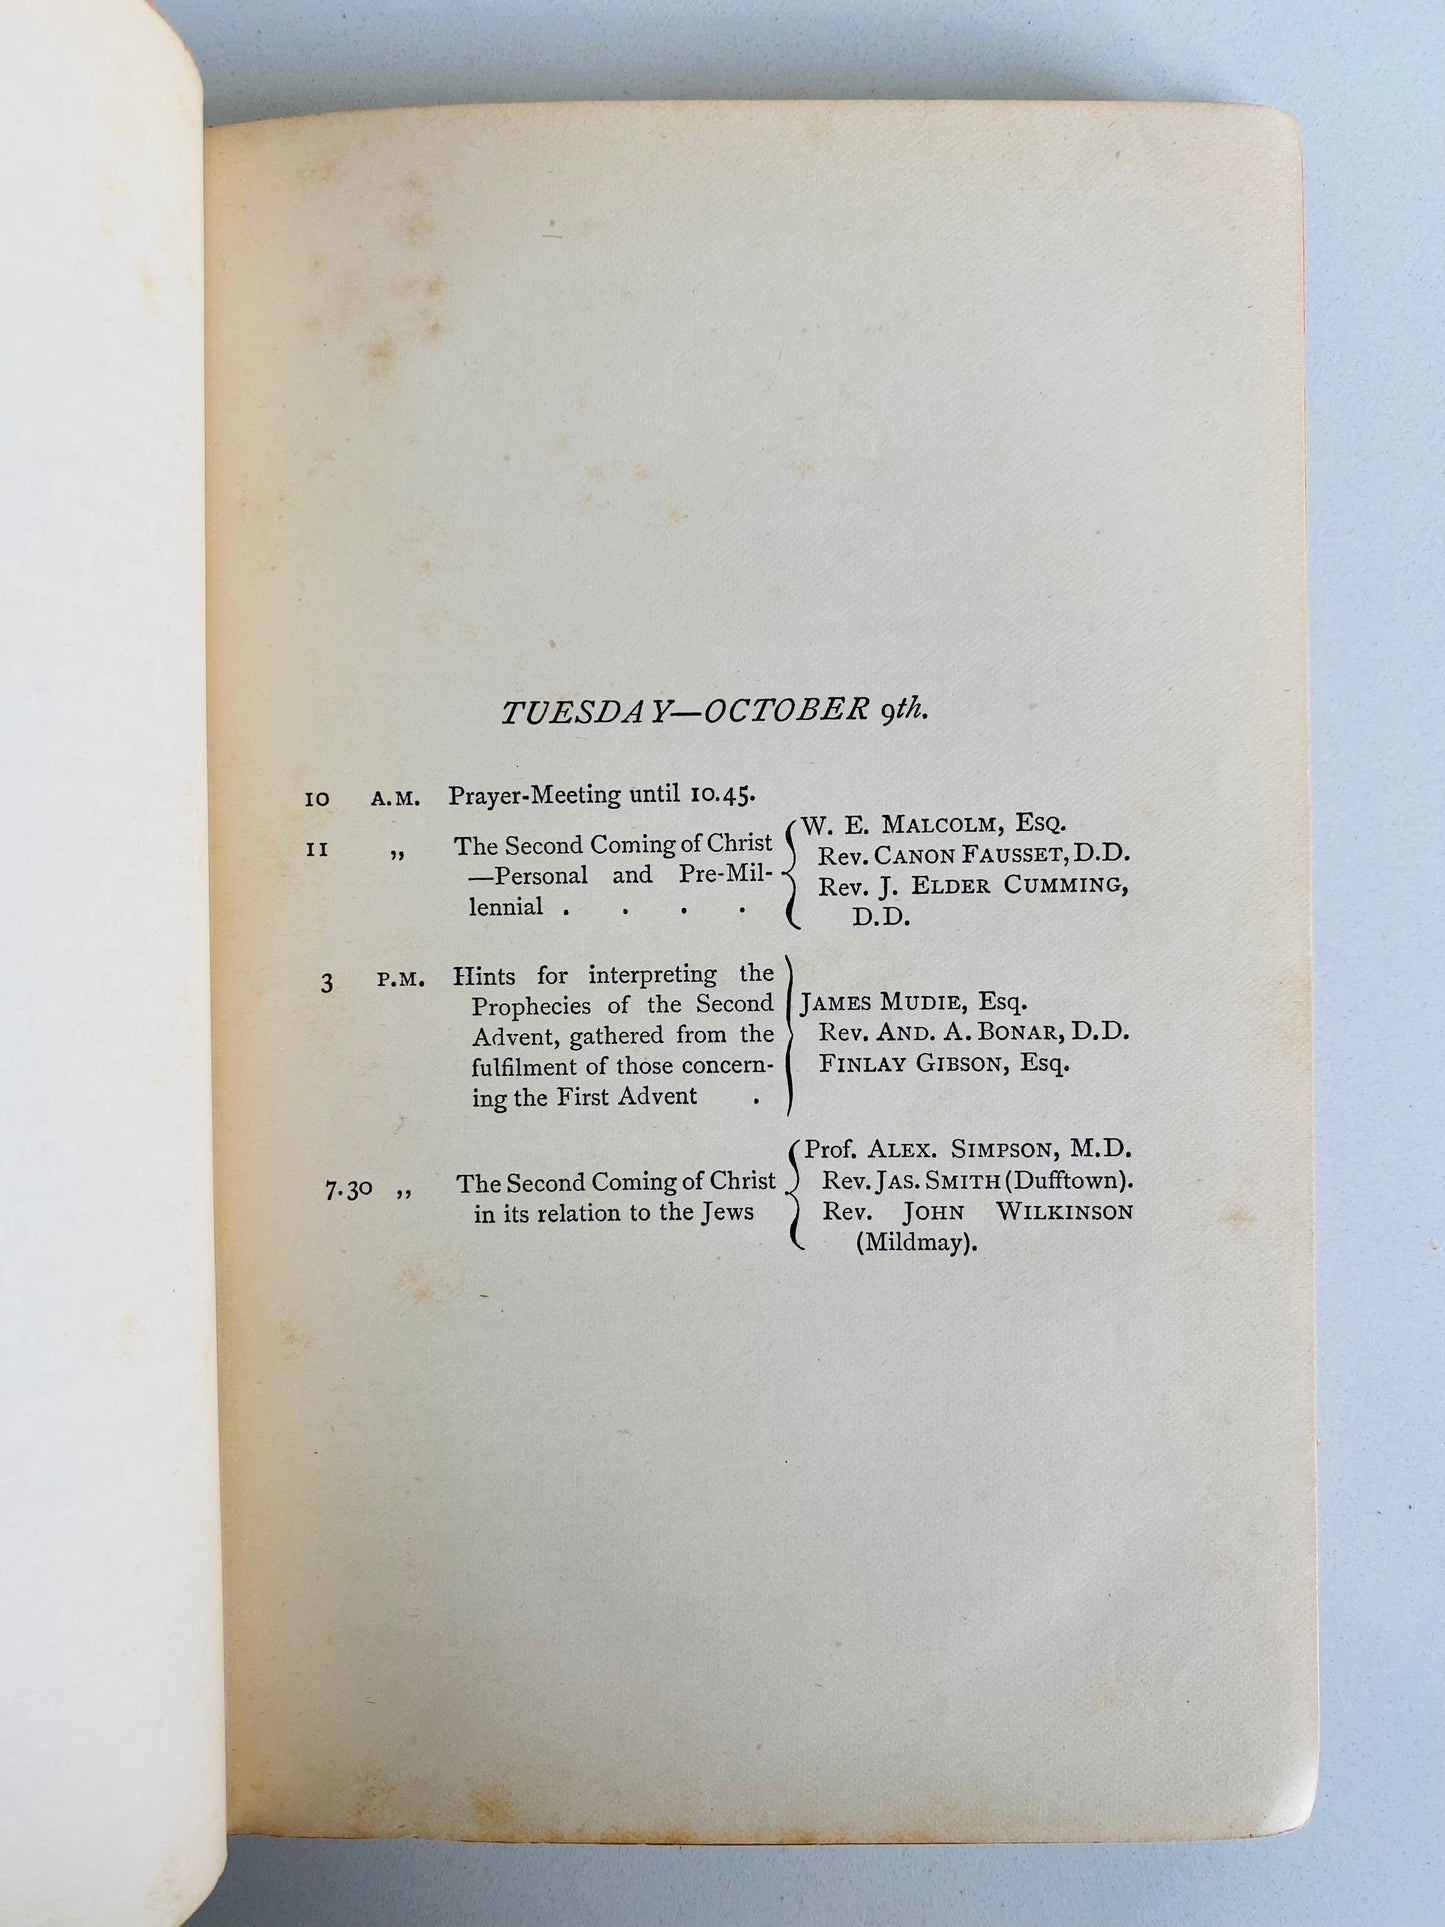 TUESDAY—OCTOBER 9th.
10 A.M. Prayer-Meeting until 10.45.
11 „ The Second Coming of Christ
—Personal and Pre-Mil-
lennial . . . .
W. E. MALCOLM, ESQ.
Rev. CANON FAUSSET, D.D.
Rev. J. ELDER CUMMING,
D.D.
3 P.M. Hints for interpreting the
Prophecies of the Second
Advent, gathered from the
fulfilment of those concern-
ing the First Advent .
JAMES MUDIE, Esq.
Rev. AND. A. BONAR, D.D.
FINLAY GIBSON, Esq.
7.30 „ The Second Coming of Christ
in its relation to the Jews
Prof. ALEX. SIMPSON, M.D.
Rev. JAS. SMITH (Dufftown).
Rev. JOHN WILKINSON
(Mildmay).